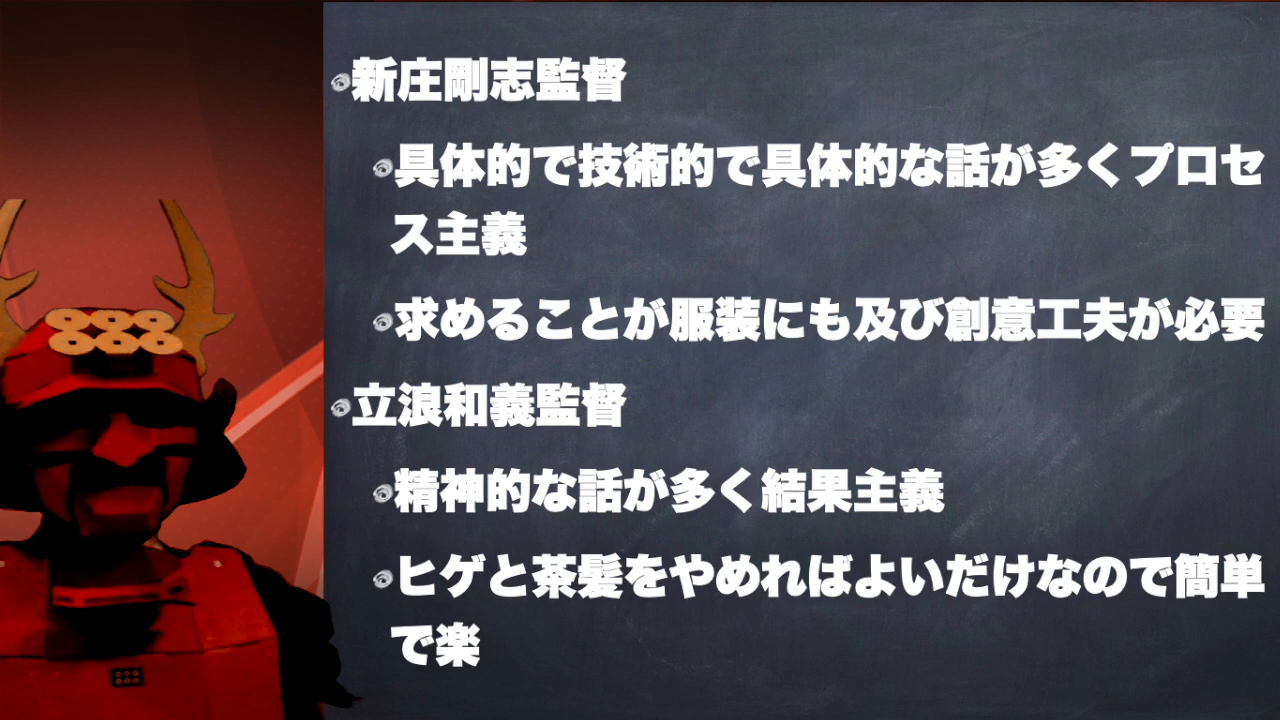 新庄剛志監督
具体的で技術的で具体的な話が多くプロセ
ス主義
求めることが服装にも及び創意工夫が必要
立浪和義監督
精神的な話が多く結果主義
ヒゲと茶髪をやめればよいだけなので簡単
で楽